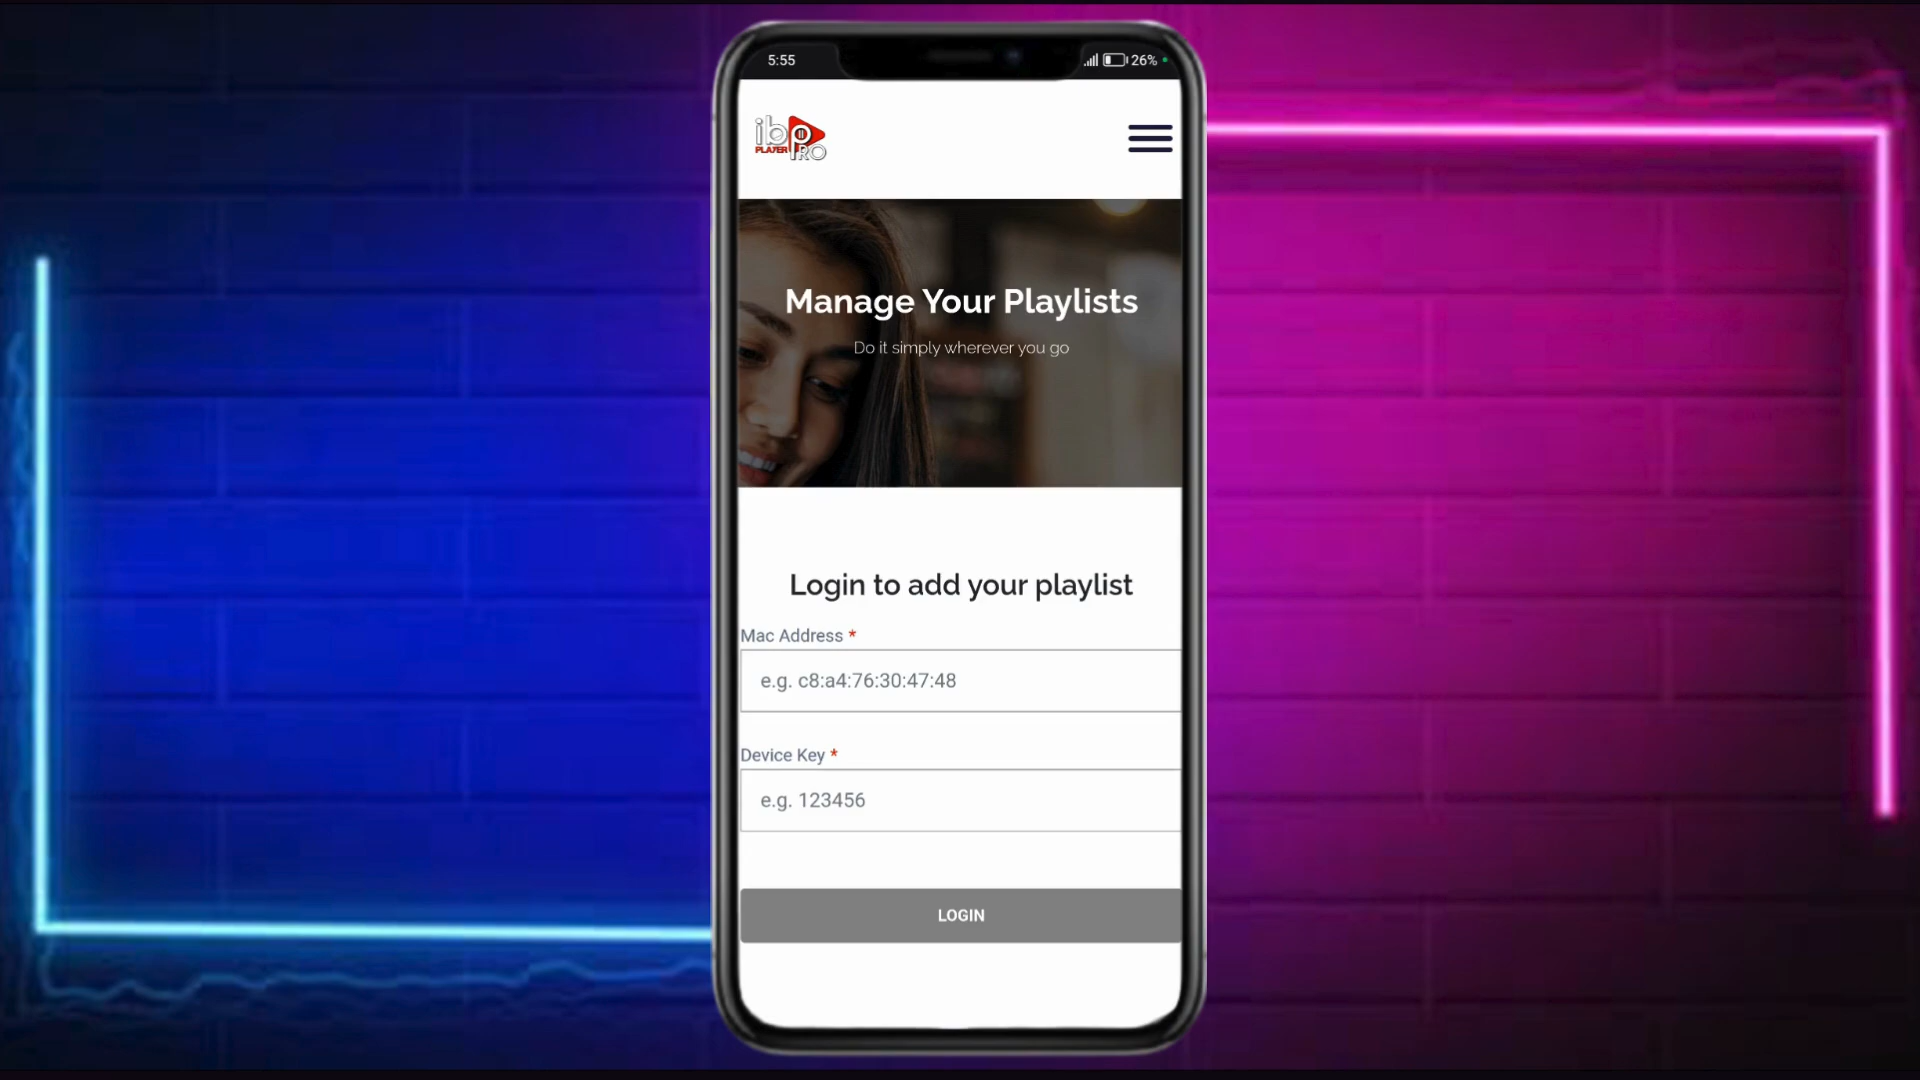 5:55
26%
ibo
PLAYER PRO
Manage Your Playlists
Do it simply wherever you go
Login to add your playlist
Mac Address *
e.g. c8:a4:76:30:47:48
Device Key *
e.g. 123456
LOGIN